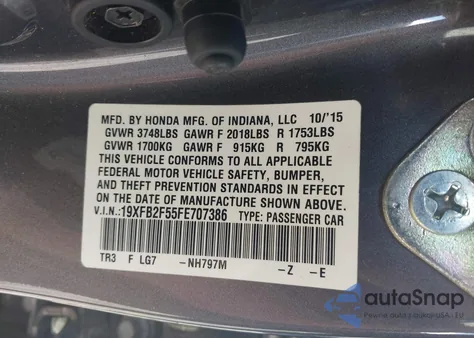 MFD. BY HONDA MFG. OF INDIANA, LLC 10/'15
GVWR 3748LBS GAWR F 2018LBS R 1753LBS
GVWR 1700KG GAWR F 915KG R 795KG
THIS VEHICLE CONFORMS TO ALL APPLICABLE
FEDERAL MOTOR VEHICLE SAFETY, BUMPER,
AND THEFT PREVENTION STANDARDS IN EFFECT
ON THE DATE OF MANUFACTURE SHOWN ABOVE.
V.I.N.:19XFB2F55FE707386 TYPE: PASSENGER CAR
TR3 F LG7 -NH797M -Z -E
autoSnap